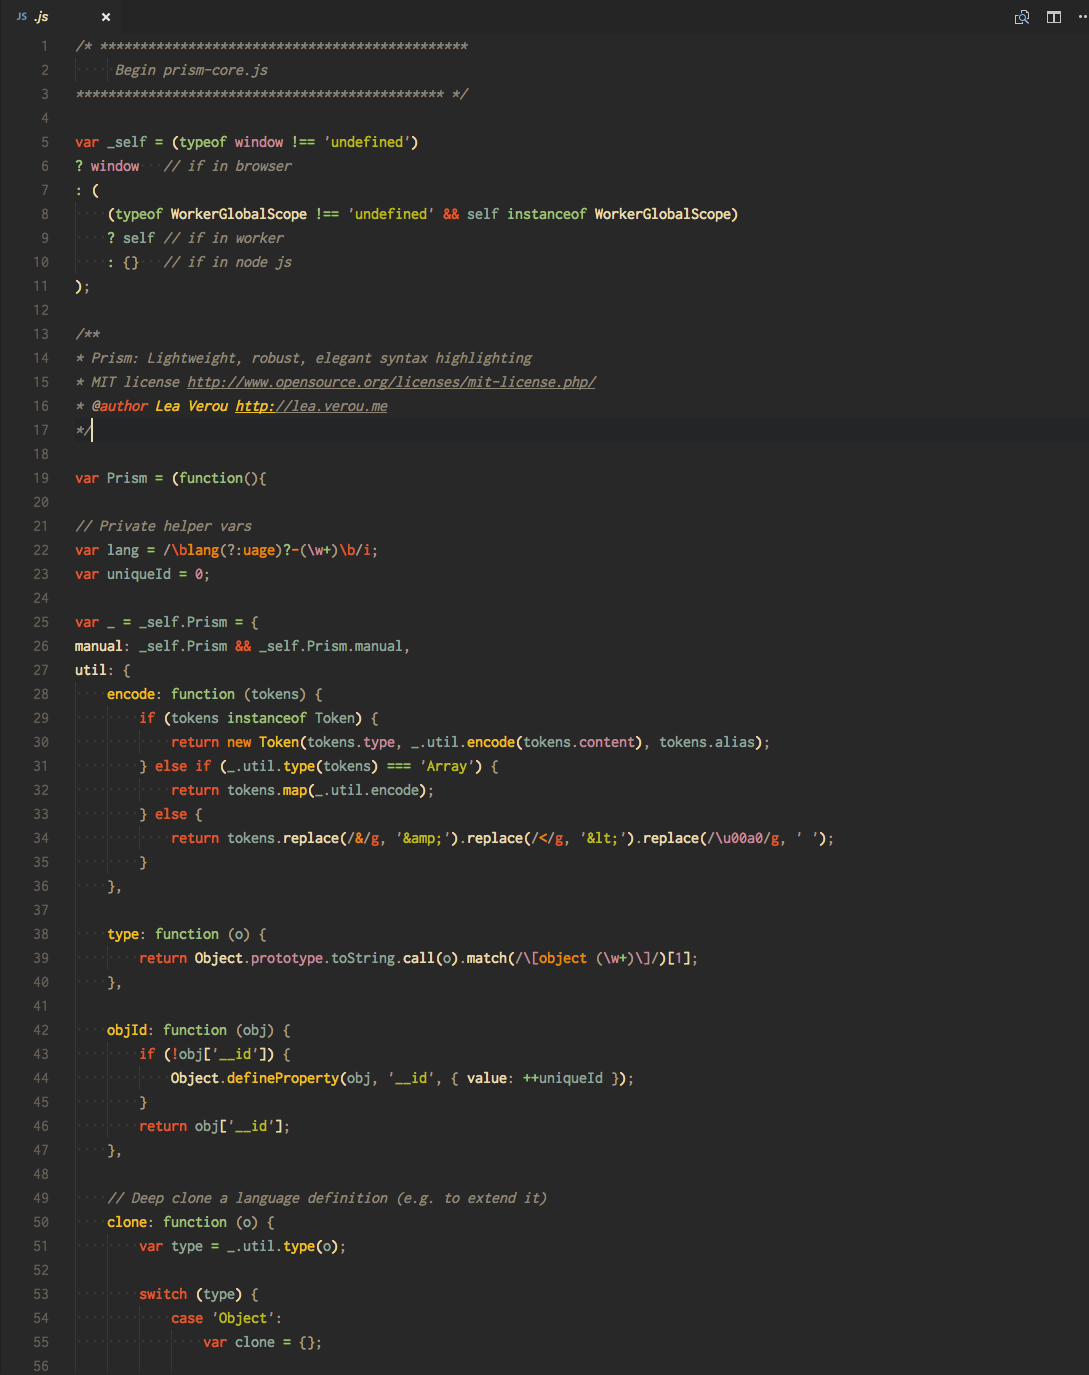 JS .js ×
1 /* **********************************************
2      Begin prism-core.js
3 ********************************************** */
4
5 var _self = (typeof window !== 'undefined')
6 ? window   // if in browser
7 : (
8     (typeof WorkerGlobalScope !== 'undefined' && self instanceof WorkerGlobalScope)
9     ? self // if in worker
10     : {}   // if in node js
11 );
12
13 /**
14 * Prism: Lightweight, robust, elegant syntax highlighting
15 * MIT license http://www.opensource.org/licenses/mit-license.php/
16 * @author Lea Verou http://lea.verou.me
17 */
18
19 var Prism = (function(){
20
21 // Private helper vars
22 var lang = /\blang(?:uage)?-(\w+)\b/i;
23 var uniqueId = 0;
24
25 var _ = _self.Prism = {
26 manual: _self.Prism && _self.Prism.manual,
27 util: {
28     encode: function (tokens) {
29         if (tokens instanceof Token) {
30             return new Token(tokens.type, _.util.encode(tokens.content), tokens.alias);
31         } else if (_.util.type(tokens) === 'Array') {
32             return tokens.map(_.util.encode);
33         } else {
34             return tokens.replace(/&/g, '&amp;').replace(/</g, '&lt;').replace(/\u00a0/g, ' ');
35         }
36     },
37
38     type: function (o) {
39         return Object.prototype.toString.call(o).match(/\[object (\w+)\]/)[1];
40     },
41
42     objId: function (obj) {
43         if (!obj['__id']) {
44             Object.defineProperty(obj, '__id', { value: ++uniqueId });
45         }
46         return obj['__id'];
47     },
48
49     // Deep clone a language definition (e.g. to extend it)
50     clone: function (o) {
51         var type = _.util.type(o);
52
53         switch (type) {
54             case 'Object':
55                 var clone = {};
56